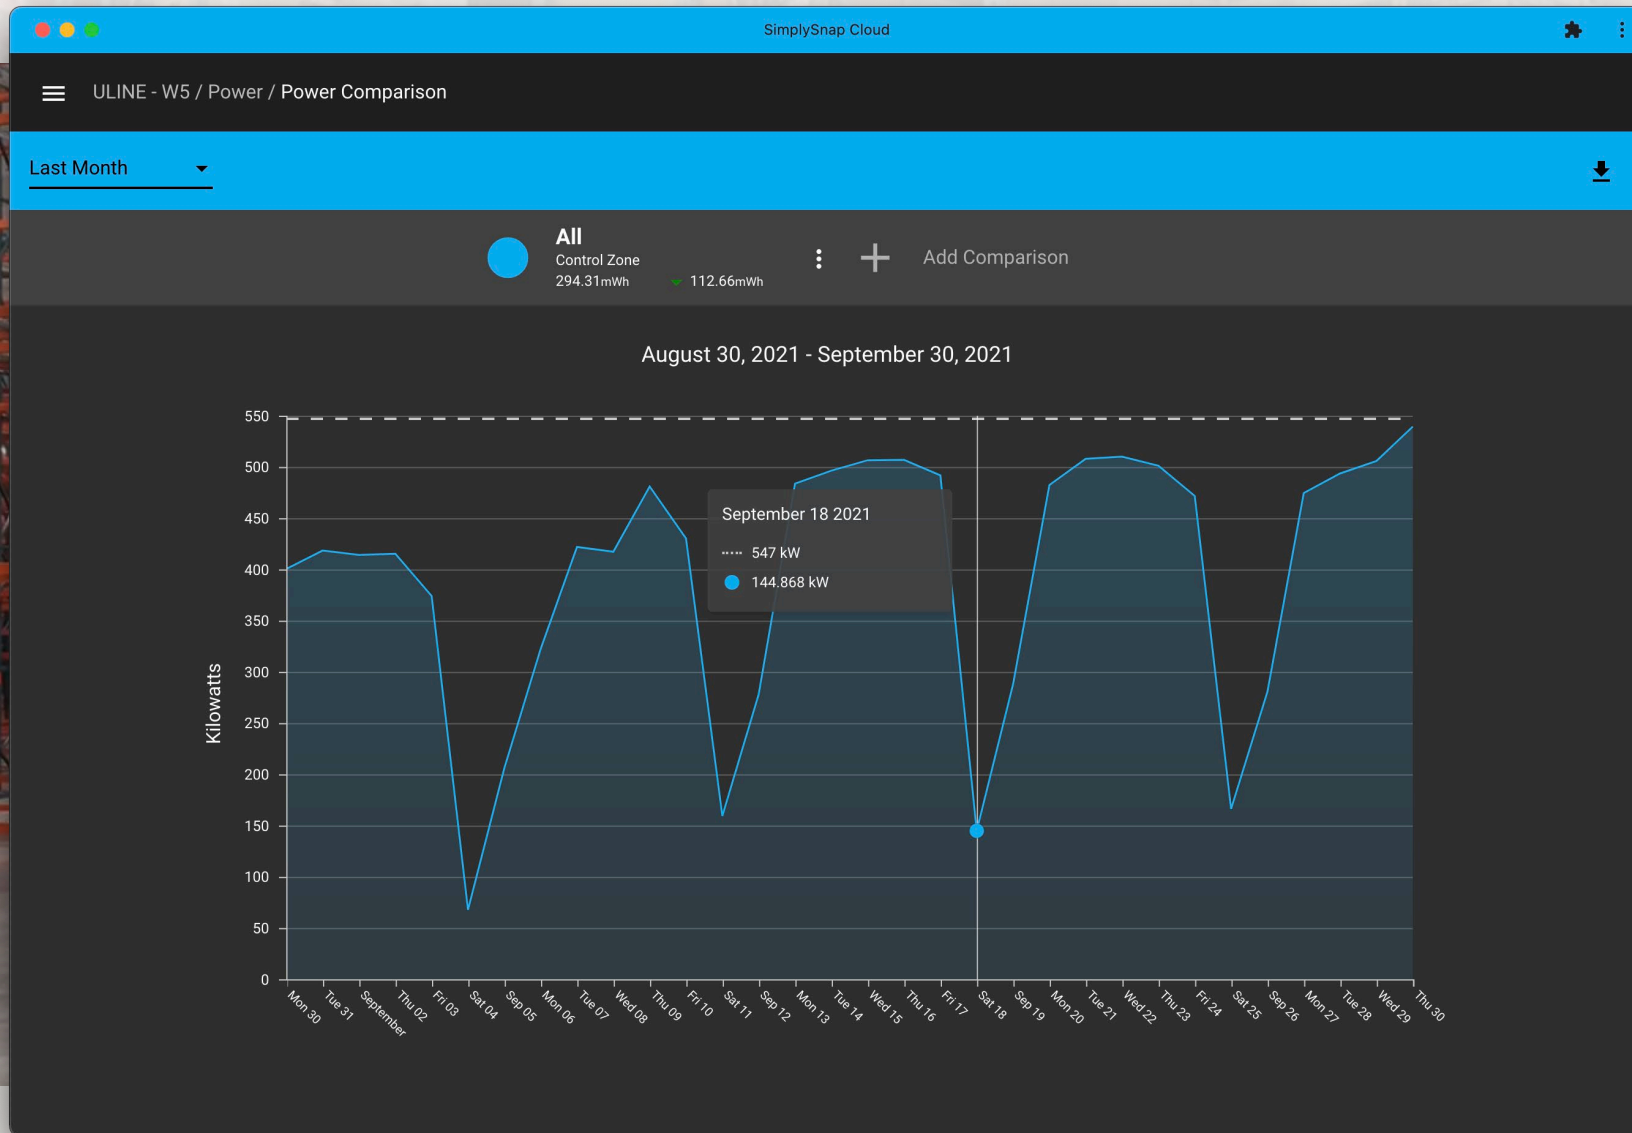 SimplySnap Cloud
ULINE - W5 / Power / Power Comparison
Last Month
All
Control Zone
294.31mWh 112.66mWh
Add Comparison
August 30, 2021 - September 30, 2021
Kilowatts
550
500
450
400
350
300
250
200
150
100
50
0
September 18 2021
547 kW
144.868 kW
Mon 30
Tue 31
September
Thu 02
Fri 03
Sat 04
Sep 05
Mon 06
Tue 07
Wed 08
Thu 09
Fri 10
Sat 11
Sep 12
Mon 13
Tue 14
Wed 15
Thu 16
Fri 17
Sat 18
Sep 19
Mon 20
Tue 21
Wed 22
Thu 23
Fri 24
Sat 25
Sep 26
Mon 27
Tue 28
Wed 29
Thu 30